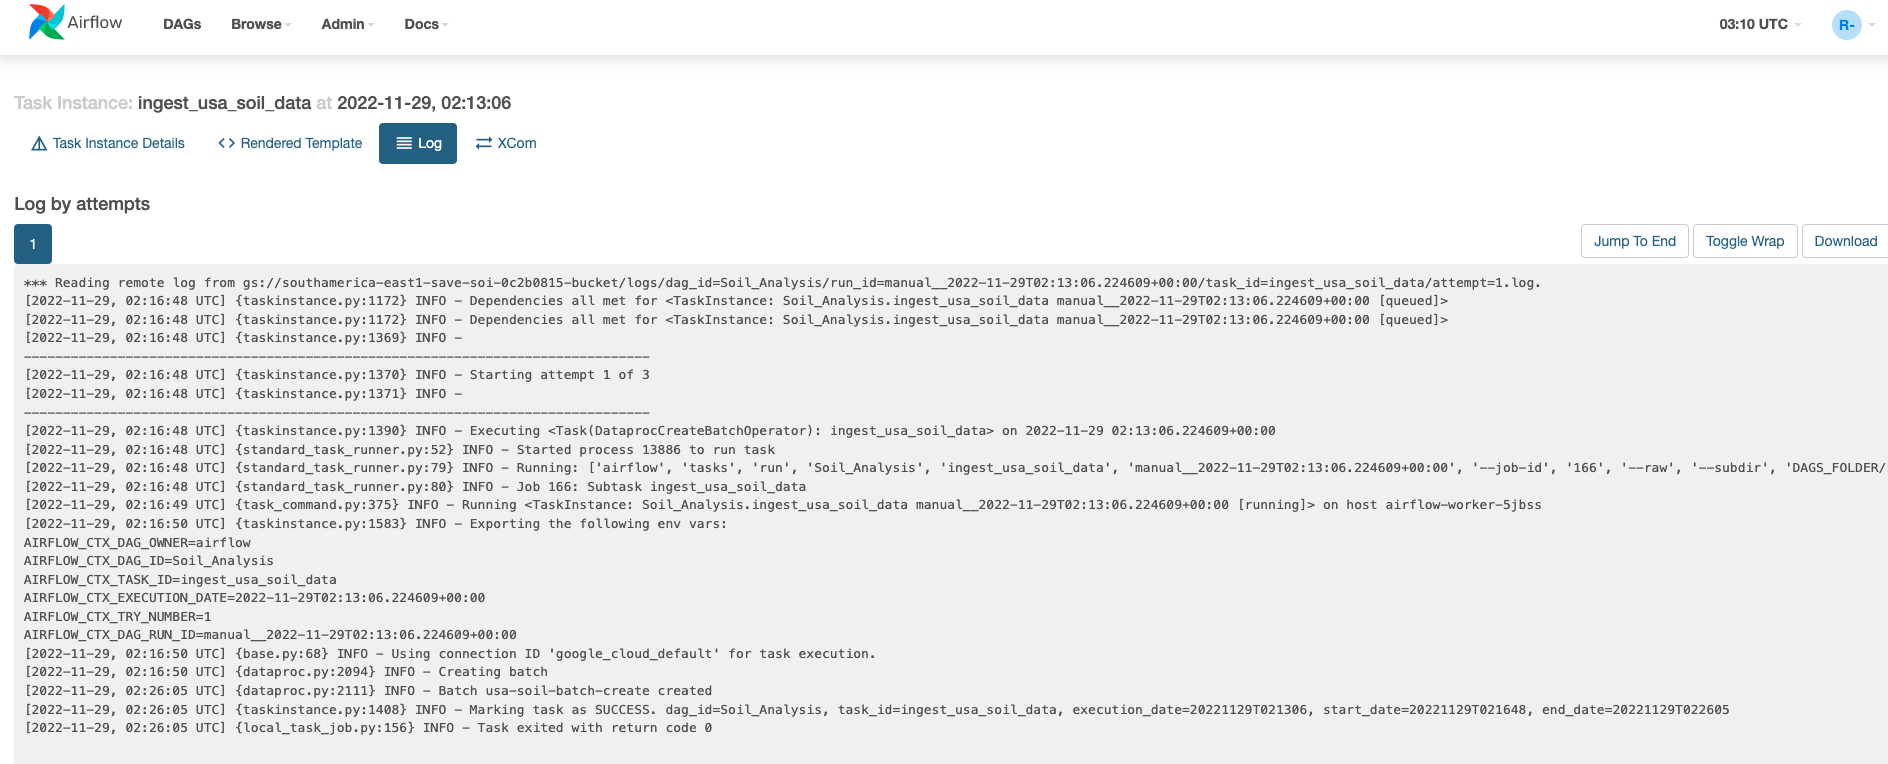 Airflow DAGs Browse Admin Docs 03:10 UTC R-
Task Instance: ingest_usa_soil_data at 2022-11-29, 02:13:06
Task Instance Details Rendered Template Log XCom
Log by attempts
1 Jump To End Toggle Wrap Download
*** Reading remote log from gs://southamerica-east1-save-soi-0c2b0815-bucket/logs/dag_id=Soil_Analysis/run_id=manual__2022-11-29T02:13:06.224609+00:00/task_id=ingest_usa_soil_data/attempt=1.log.
[2022-11-29, 02:16:48 UTC] {taskinstance.py:1172} INFO - Dependencies all met for <TaskInstance: Soil_Analysis.ingest_usa_soil_data manual__2022-11-29T02:13:06.224609+00:00 [queued]>
[2022-11-29, 02:16:48 UTC] {taskinstance.py:1172} INFO - Dependencies all met for <TaskInstance: Soil_Analysis.ingest_usa_soil_data manual__2022-11-29T02:13:06.224609+00:00 [queued]>
[2022-11-29, 02:16:48 UTC] {taskinstance.py:1369} INFO -
--------------------------------------------------------------------------------
[2022-11-29, 02:16:48 UTC] {taskinstance.py:1370} INFO - Starting attempt 1 of 3
[2022-11-29, 02:16:48 UTC] {taskinstance.py:1371} INFO -
--------------------------------------------------------------------------------
[2022-11-29, 02:16:48 UTC] {taskinstance.py:1390} INFO - Executing <Task(DataprocCreateBatchOperator): ingest_usa_soil_data> on 2022-11-29 02:13:06.224609+00:00
[2022-11-29, 02:16:48 UTC] {standard_task_runner.py:52} INFO - Started process 13886 to run task
[2022-11-29, 02:16:48 UTC] {standard_task_runner.py:79} INFO - Running: ['airflow', 'tasks', 'run', 'Soil_Analysis', 'ingest_usa_soil_data', 'manual__2022-11-29T02:13:06.224609+00:00', '--job-id', '166', '--raw', '--subdir', 'DAGS_FOLDER/
[2022-11-29, 02:16:48 UTC] {standard_task_runner.py:80} INFO - Job 166: Subtask ingest_usa_soil_data
[2022-11-29, 02:16:49 UTC] {task_command.py:375} INFO - Running <TaskInstance: Soil_Analysis.ingest_usa_soil_data manual__2022-11-29T02:13:06.224609+00:00 [running]> on host airflow-worker-5jbss
[2022-11-29, 02:16:50 UTC] {taskinstance.py:1583} INFO - Exporting the following env vars:
AIRFLOW_CTX_DAG_OWNER=airflow
AIRFLOW_CTX_DAG_ID=Soil_Analysis
AIRFLOW_CTX_TASK_ID=ingest_usa_soil_data
AIRFLOW_CTX_EXECUTION_DATE=2022-11-29T02:13:06.224609+00:00
AIRFLOW_CTX_TRY_NUMBER=1
AIRFLOW_CTX_DAG_RUN_ID=manual__2022-11-29T02:13:06.224609+00:00
[2022-11-29, 02:16:50 UTC] {base.py:68} INFO - Using connection ID 'google_cloud_default' for task execution.
[2022-11-29, 02:16:50 UTC] {dataproc.py:2094} INFO - Creating batch
[2022-11-29, 02:26:05 UTC] {dataproc.py:2111} INFO - Batch usa-soil-batch-create created
[2022-11-29, 02:26:05 UTC] {taskinstance.py:1408} INFO - Marking task as SUCCESS. dag_id=Soil_Analysis, task_id=ingest_usa_soil_data, execution_date=20221129T021306, start_date=20221129T021648, end_date=20221129T022605
[2022-11-29, 02:26:05 UTC] {local_task_job.py:156} INFO - Task exited with return code 0